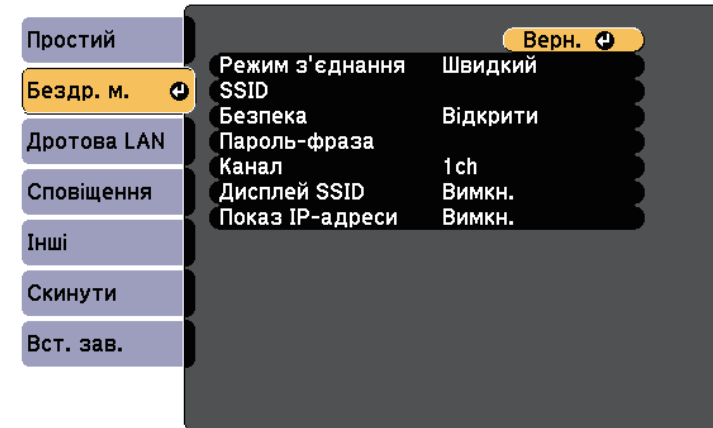 Простий
Бездр. м.
Дротова LAN
Сповіщення
Інші
Скинути
Вст. зав.
Верн.
Режим з'єднання Швидкий
SSID
Безпека Відкрити
Пароль-фраза
Канал 1ch
Дисплей SSID Вимкн.
Показ IP-адреси Вимкн.